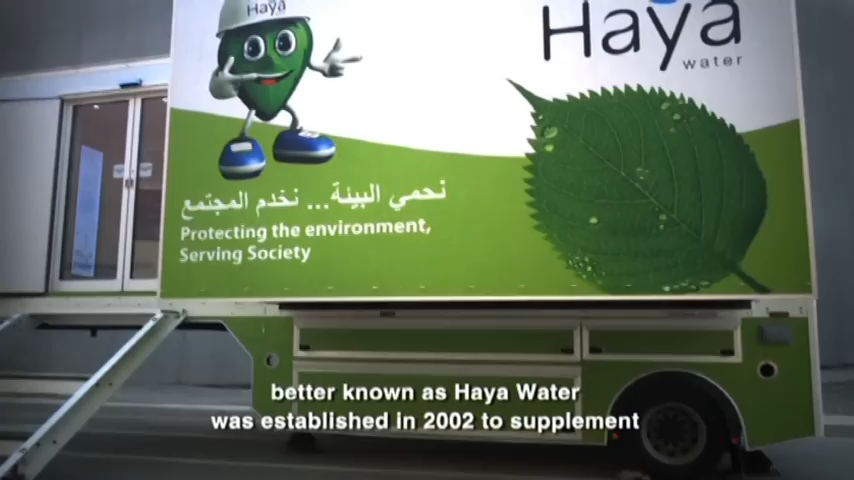 Haya
Haya
water
نحمي البيئة... نخدم المجتمع
Protecting the environment,
Serving Society
better known as Haya Water
was established in 2002 to supplement